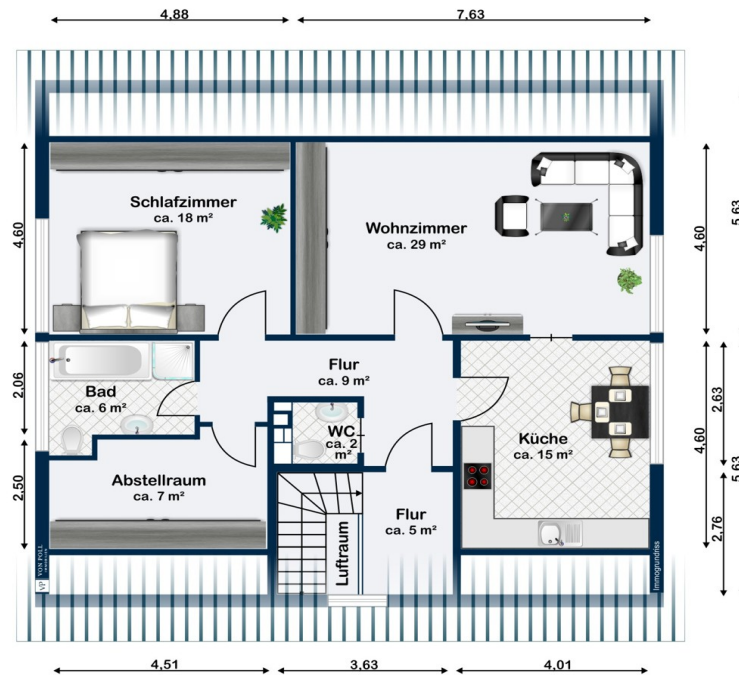 4,88
7,63
Schlafzimmer
ca. 18 m²
Wohnzimmer
ca. 29 m²
4,60
4,60
5,63
Flur
ca. 9 m²
Bad
ca. 6 m²
2,06
2,63
WC
ca. 2
m²
Küche
ca. 15 m²
4,60
5,63
Abstellraum
ca. 7 m²
2,50
Flur
ca. 5 m²
Luftraum
2,76
VP VON POLL
Immogrundriss
4,51
3,63
4,01